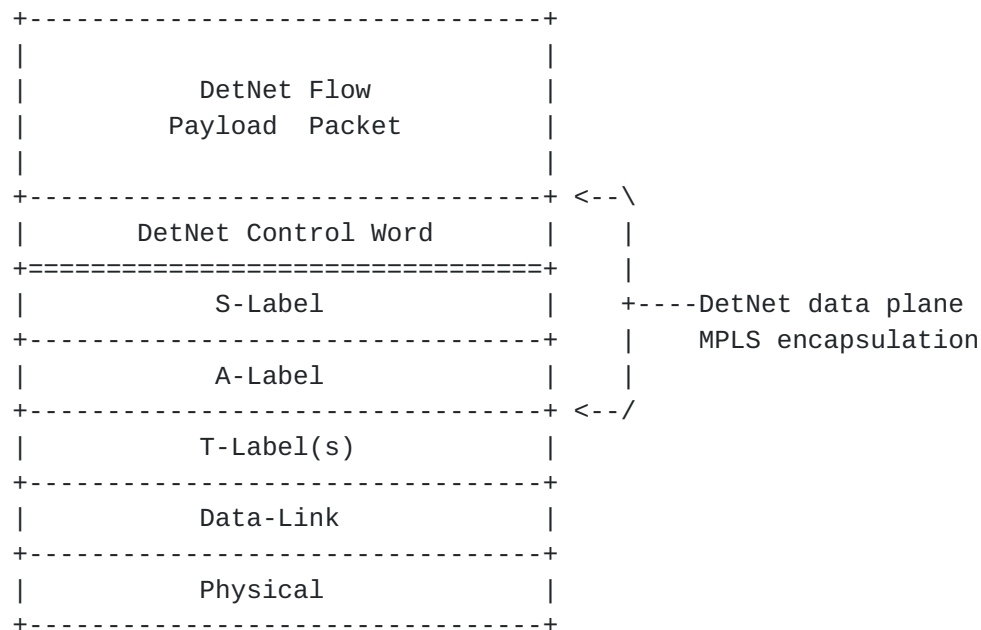 DetNet Flow
Payload  Packet
DetNet Control Word
S-Label
DetNet data plane
MPLS encapsulation
A-Label
T-Label(s)
Data-Link
Physical